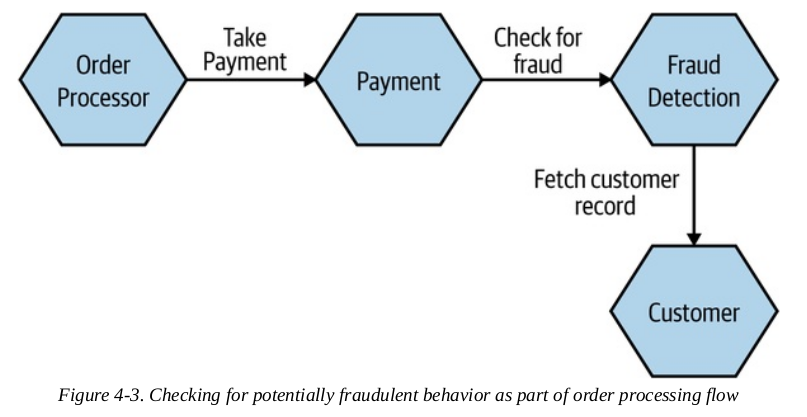 Order
Processor
Take
Payment
Payment
Check for
fraud
Fraud
Detection
Fetch customer
record
Customer
Figure 4-3. Checking for potentially fraudulent behavior as part of order processing flow